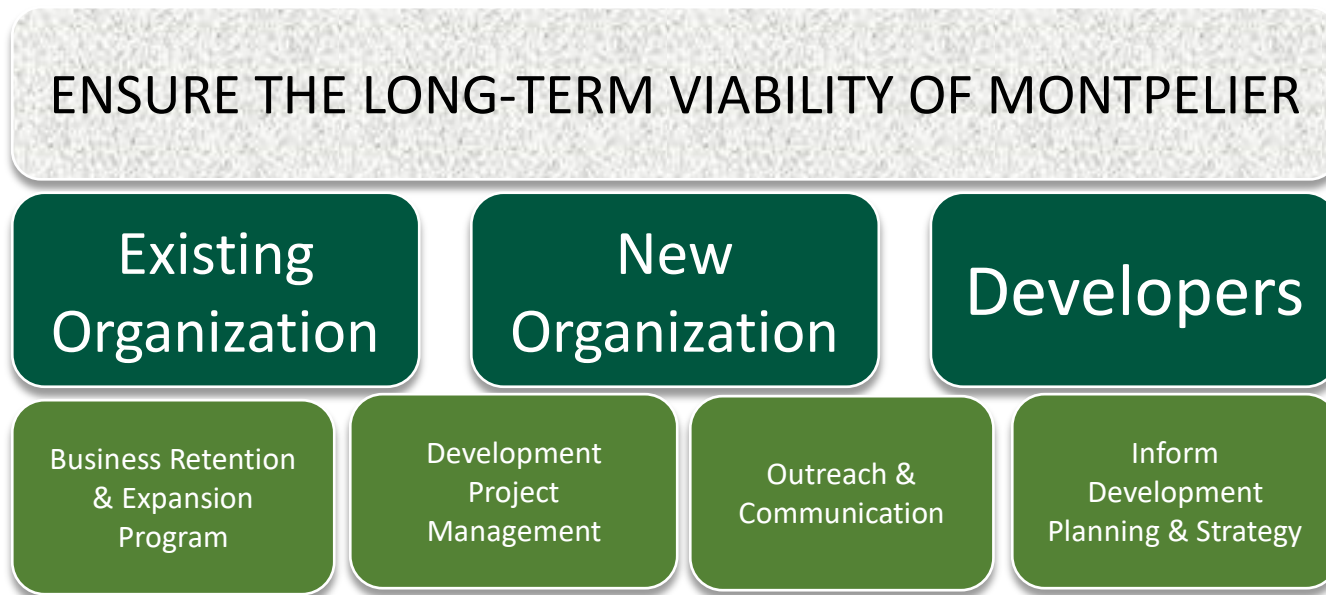 ENSURE THE LONG-TERM VIABILITY OF MONTPELIER
Existing
Organization
New
Organization
Developers
Business Retention
& Expansion
Program
Development
Project
Management
Outreach &
Communication
Inform
Development
Planning & Strategy